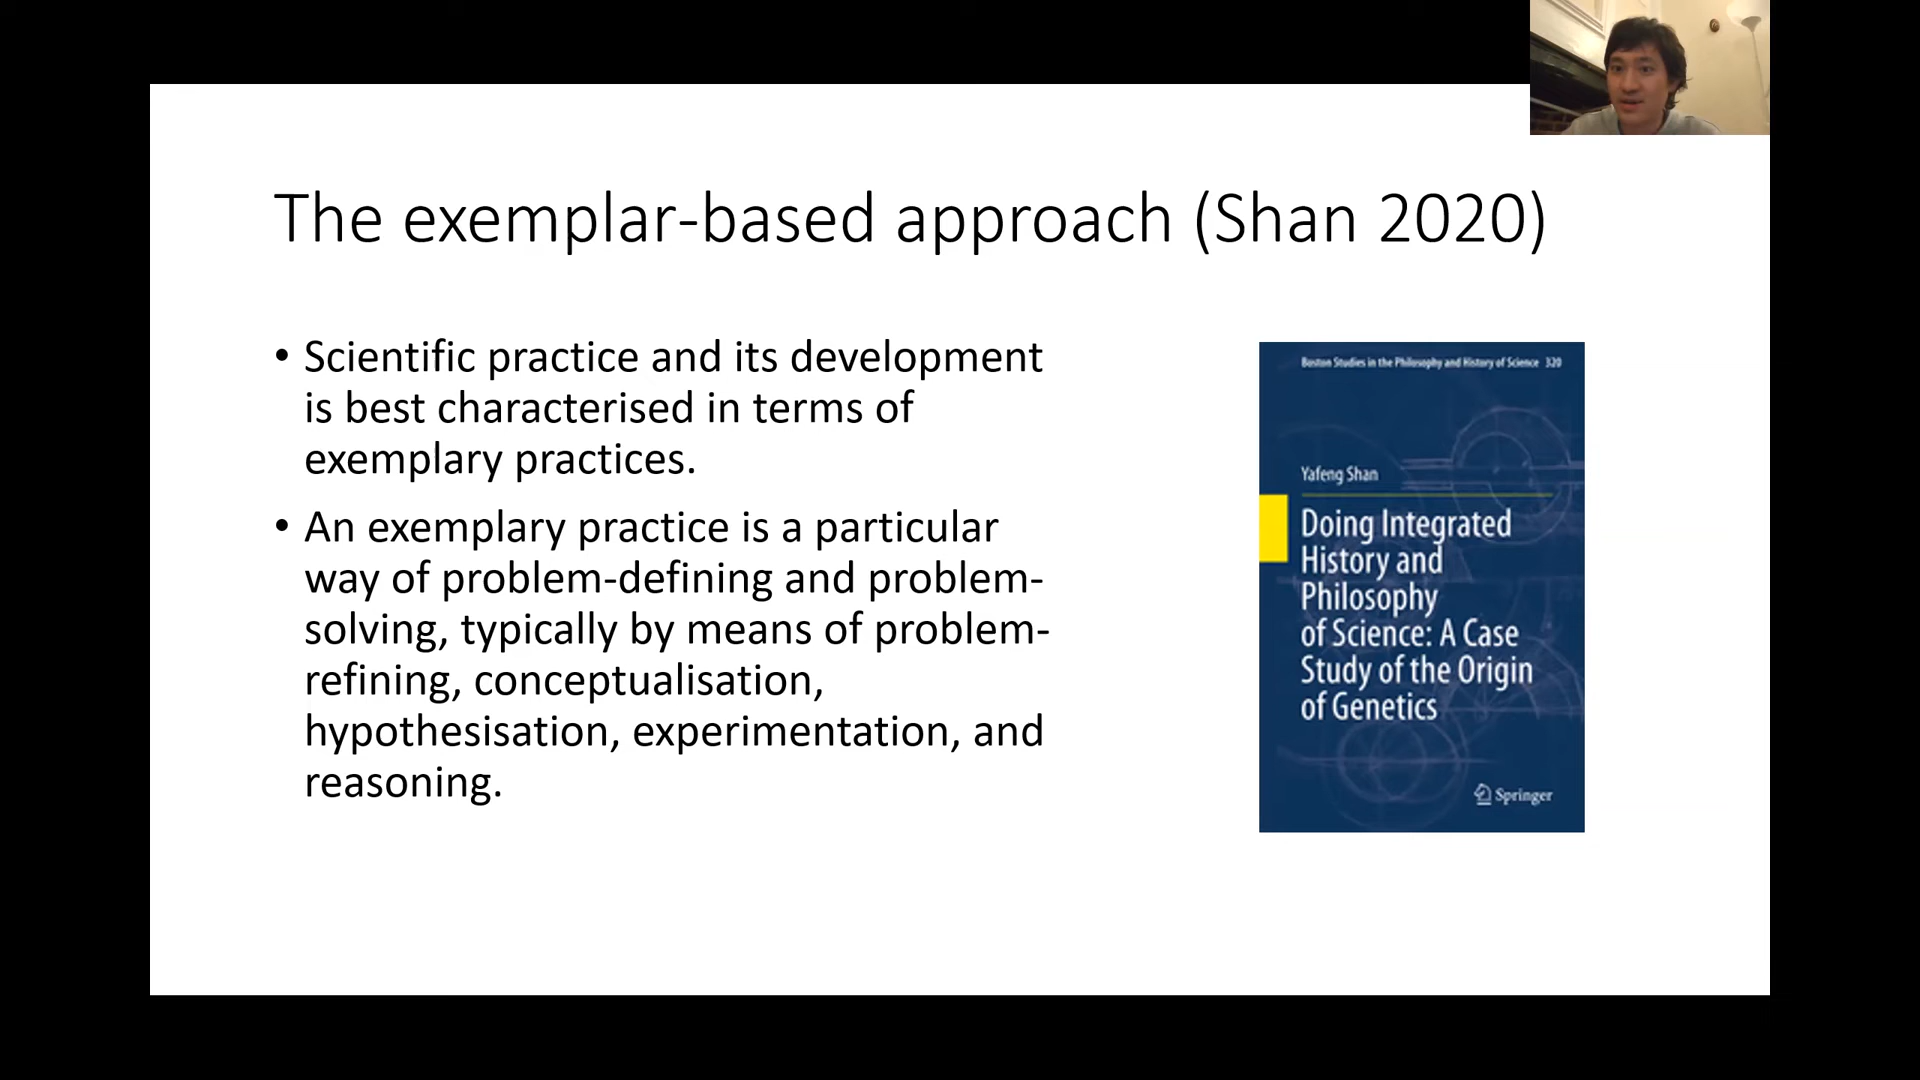 The exemplar-based approach (Shan 2020)
• Scientific practice and its development
is best characterised in terms of
exemplary practices.
• An exemplary practice is a particular
way of problem-defining and problem-
solving, typically by means of problem-
refining, conceptualisation,
hypothesisation, experimentation, and
reasoning.
Boston Studies in the Philosophy and History of Science 320
Yafeng Shan
Doing Integrated
History and
Philosophy
of Science: A Case
Study of the Origin
of Genetics
Springer